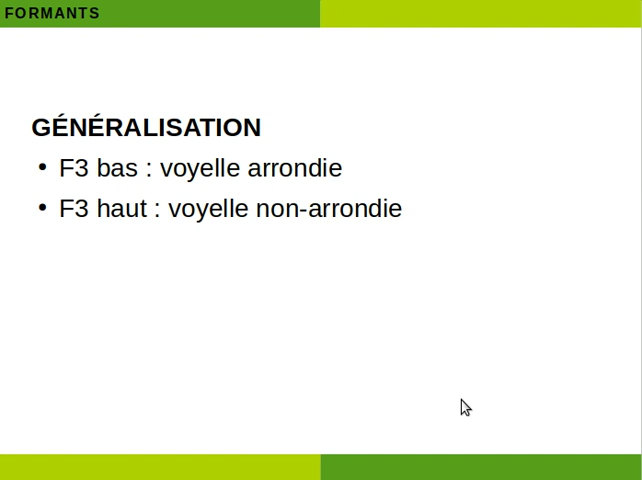 FORMANTS
GÉNÉRALISATION
• F3 bas : voyelle arrondie
• F3 haut : voyelle non-arrondie